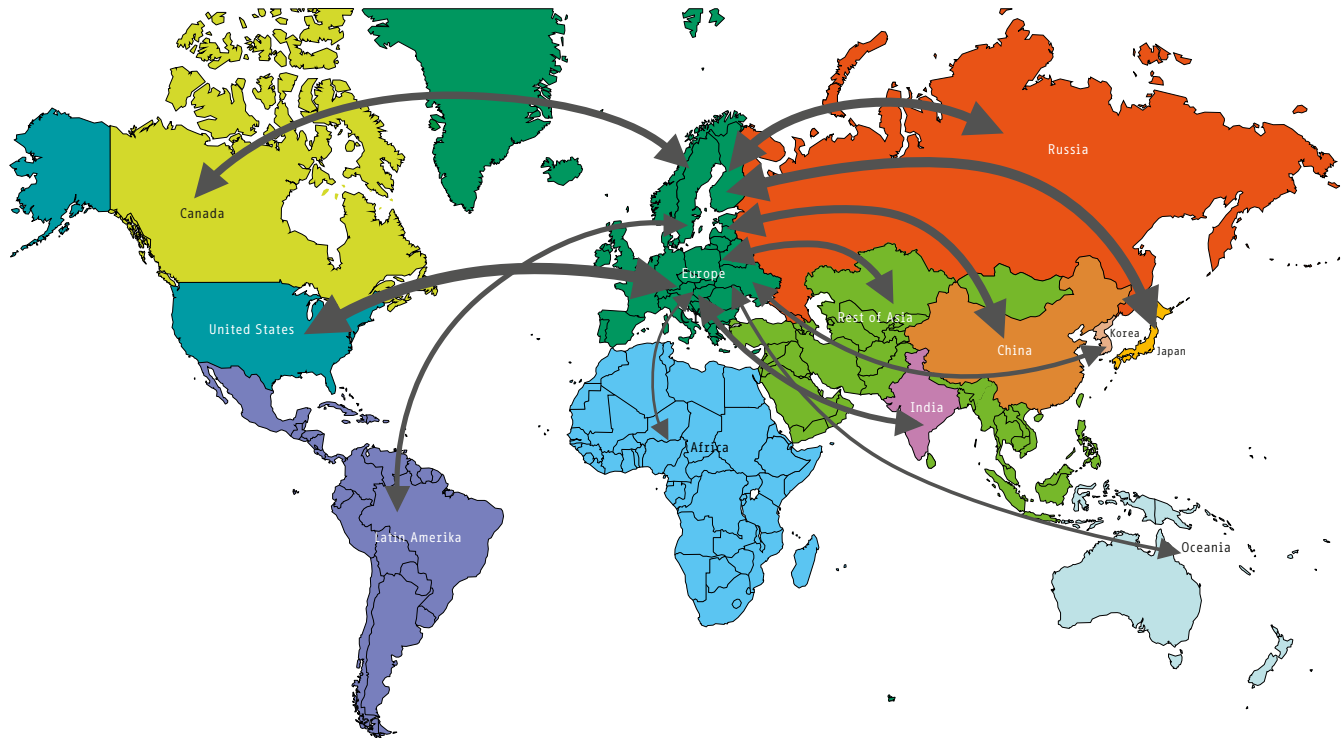 Russia
Canada
Europe
United States
Rest of Asia
Korea
China
Japan
India
Africa
Latin Amerika
Oceania